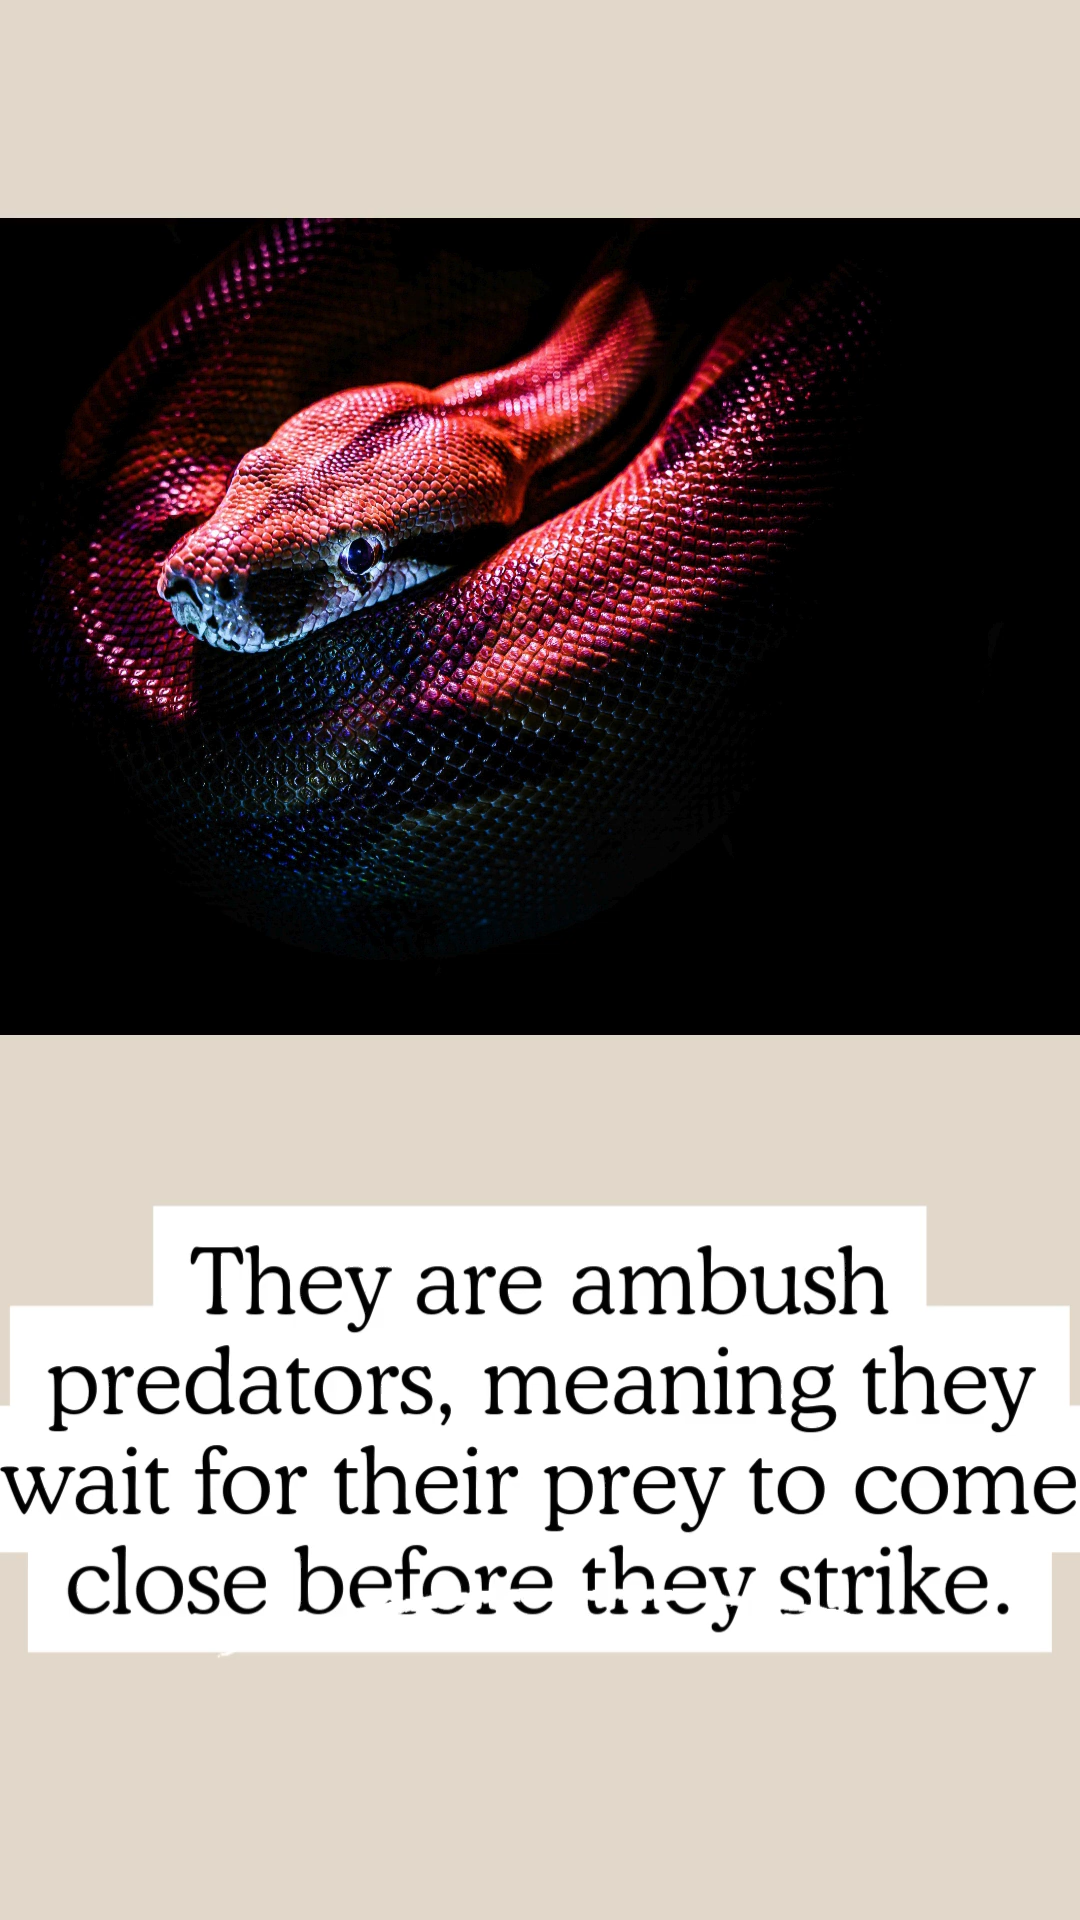 They are ambush
predators, meaning they
wait for their prey to come
close before they strike.